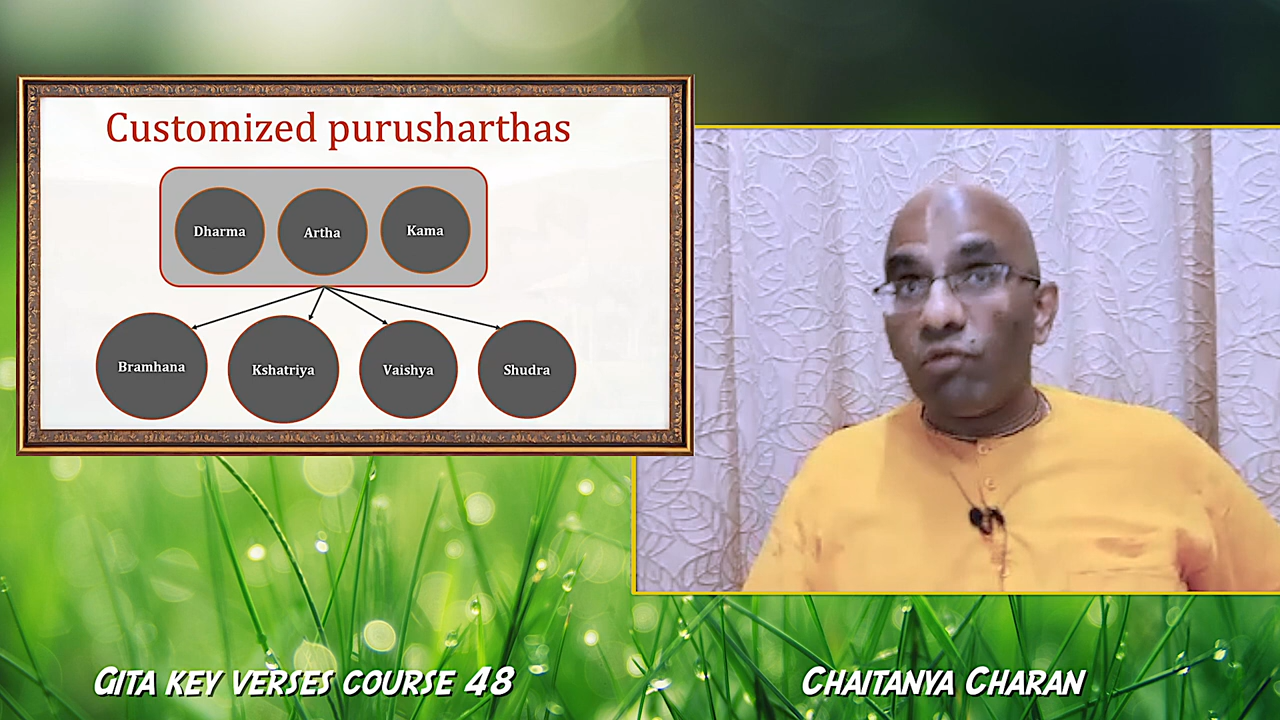 Customized purusharthas
Dharma
Artha
Kama
Bramhana
Kshatriya
Vaishya
Shudra
Gita key verses course 48
Chaitanya Charan